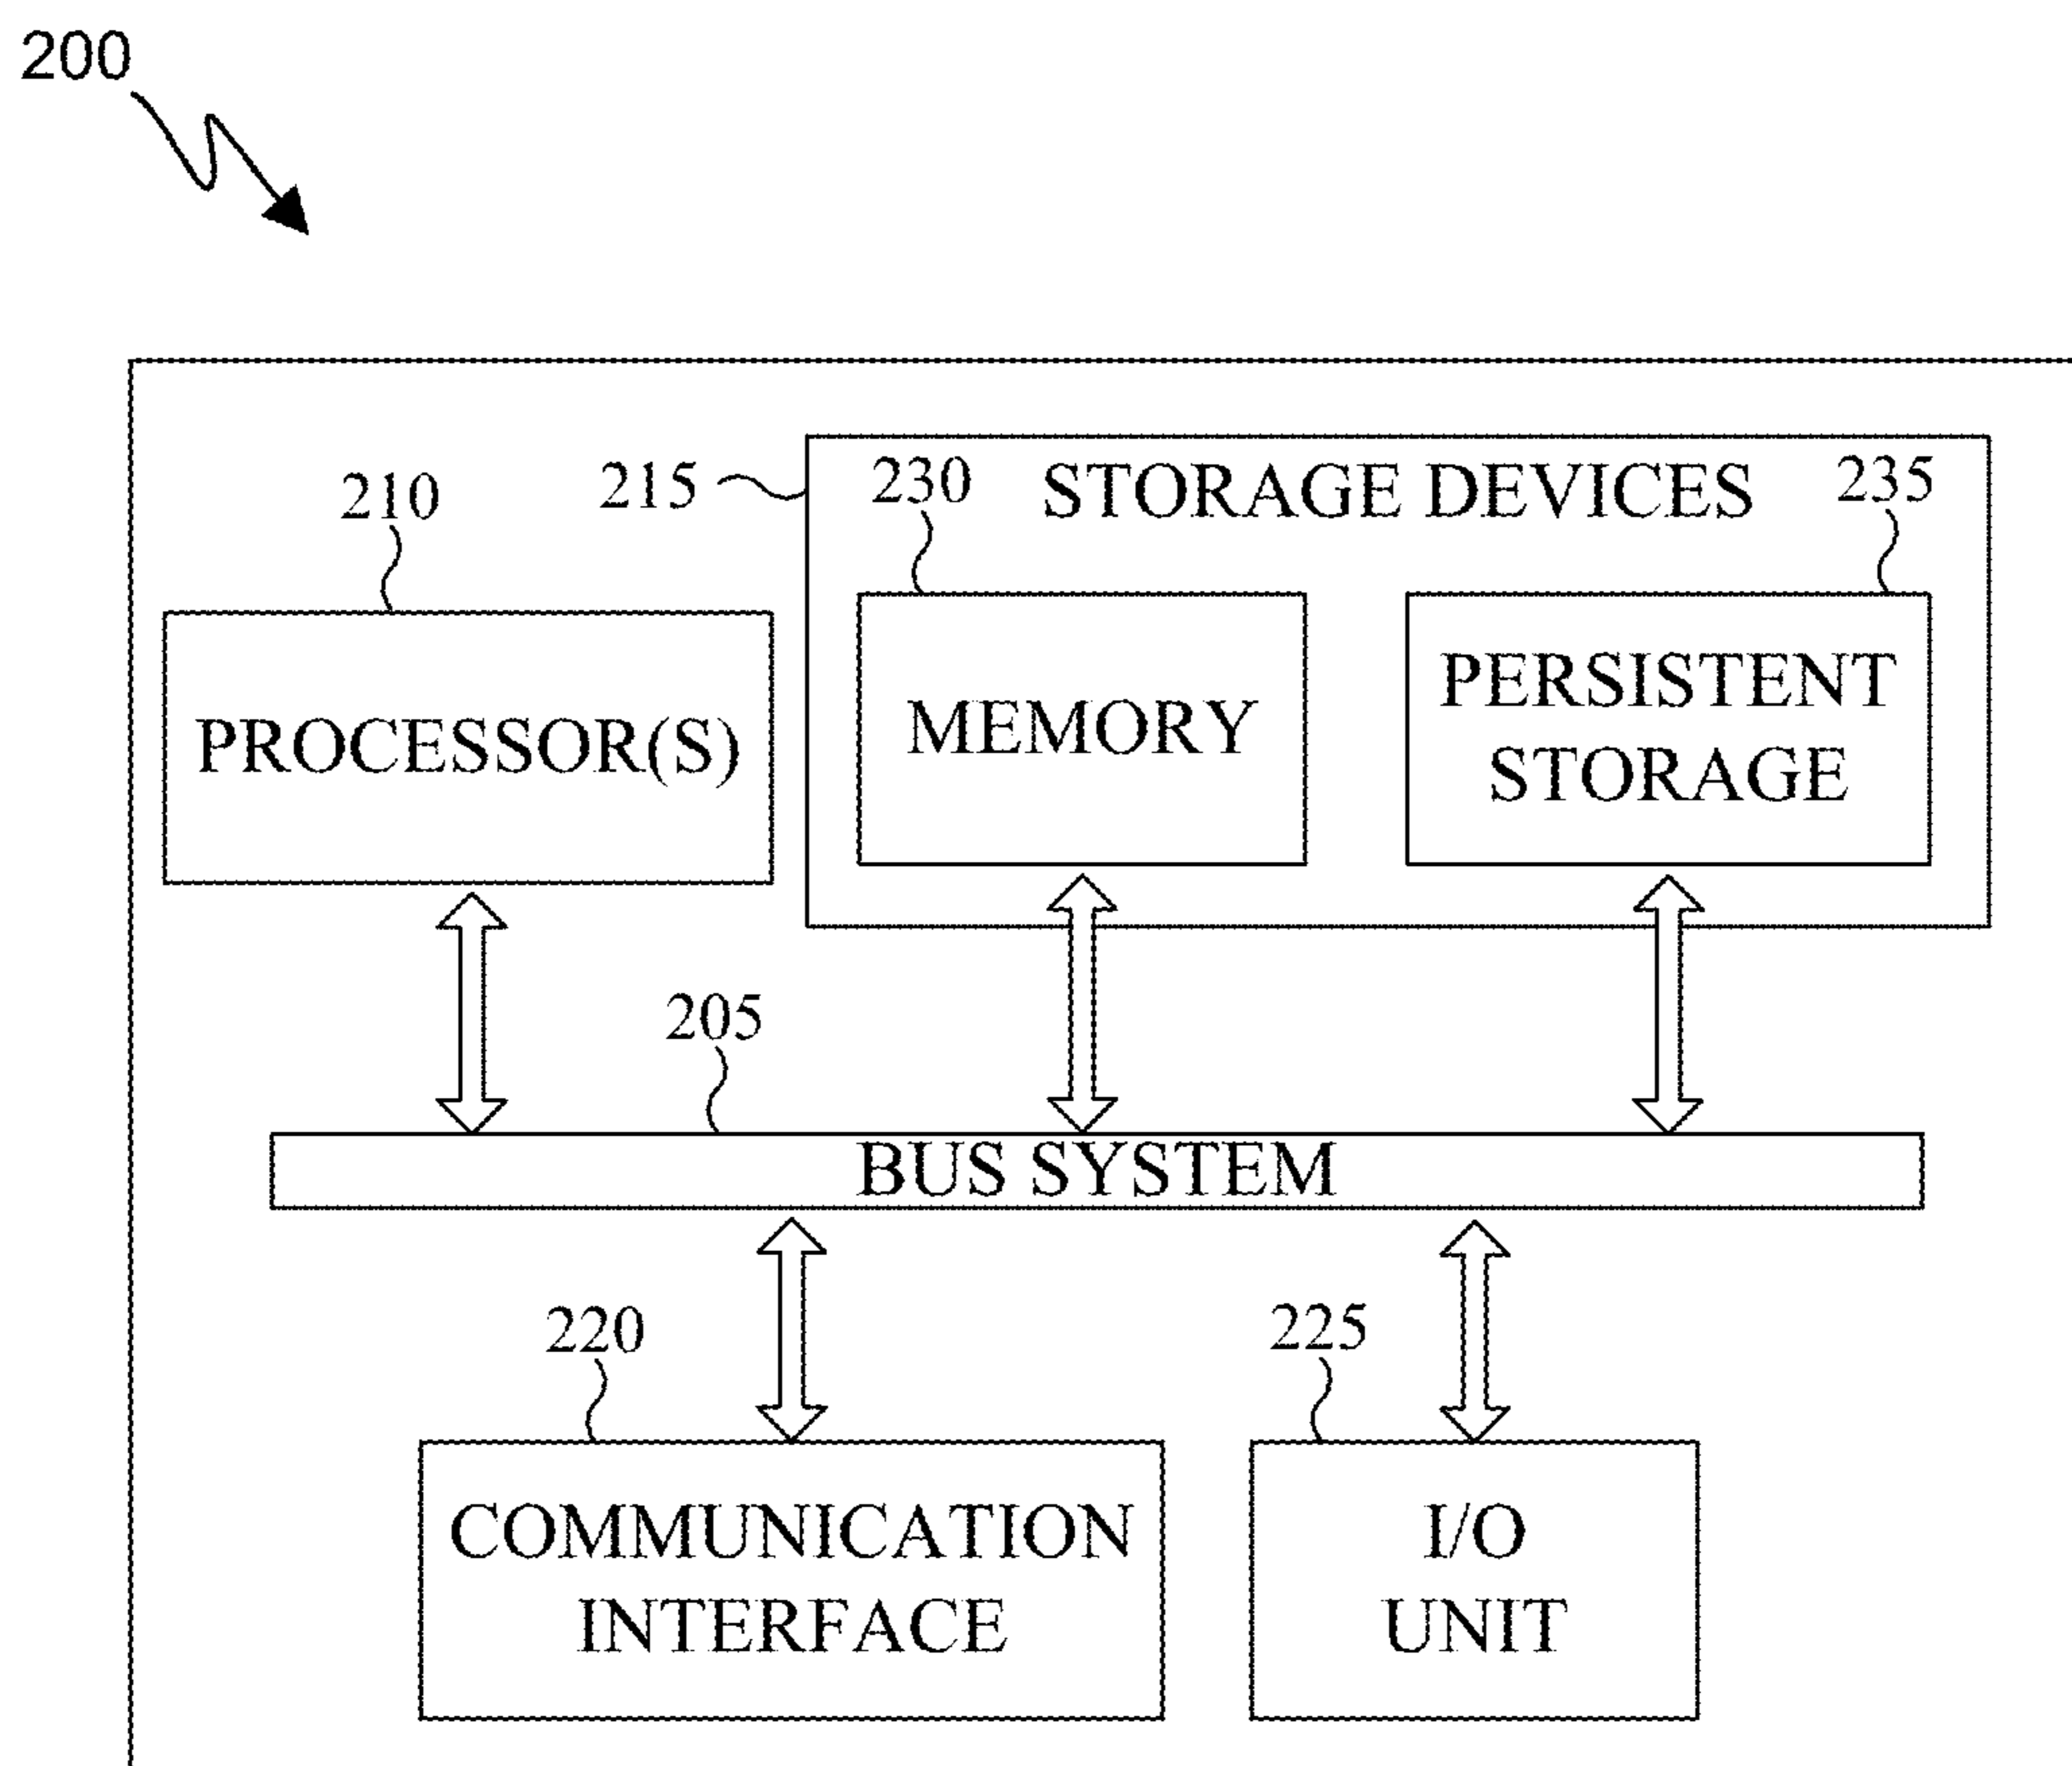 200
210
215
230
STORAGE DEVICES
235
PROCESSOR(S)
MEMORY
PERSISTENT
STORAGE
205
BUS SYSTEM
220
225
COMMUNICATION
INTERFACE
I/O
UNIT